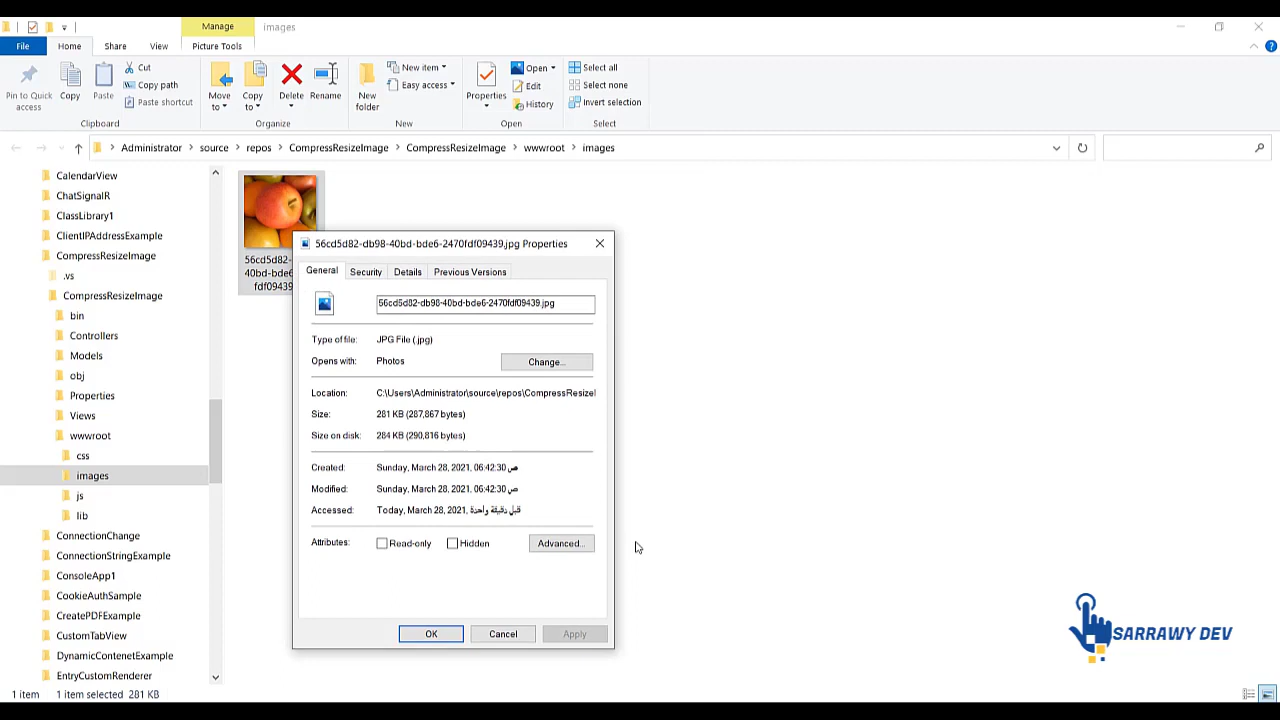 Manage
images
File
Home
Share
View
Picture Tools
Pin to Quick access
Copy
Paste
Cut
Copy path
Paste shortcut
Clipboard
Move to
Copy to
Delete
Rename
Organize
New folder
New item
Easy access
New
Properties
Open
Edit
History
Open
Select all
Select none
Invert selection
Select
Administrator
source
repos
CompressResizeImage
CompressResizeImage
wwwroot
images
CalendarView
ChatSignalR
ClassLibrary1
ClientIPAddressExample
CompressResizeImage
.vs
CompressResizeImage
bin
Controllers
Models
obj
Properties
Views
wwwroot
css
images
js
lib
ConnectionChange
ConnectionStringExample
ConsoleApp1
CookieAuthSample
CreatePDFExample
CustomTabView
DynamicContenetExample
EntryCustomRenderer
56cd5d82-
40bd-bde6
fdf09439
56cd5d82-db98-40bd-bde6-2470fdf09439.jpg Properties
General
Security
Details
Previous Versions
56cd5d82-db98-40bd-bde6-2470fdf09439.jpg
Type of file:
JPG File (.jpg)
Opens with:
Photos
Change...
Location:
C:\Users\Administrator\source\repos\CompressResizeI
Size:
281 KB (287,867 bytes)
Size on disk:
284 KB (290,816 bytes)
Created:
Sunday, March 28, 2021, 06:42:30 ص
Modified:
Sunday, March 28, 2021, 06:42:30 ص
Accessed:
Today, March 28, 2021, قبل دقيقة واحدة
Attributes:
Read-only
Hidden
Advanced...
OK
Cancel
Apply
SARRAWY DEV
1 item
1 item selected
281 KB